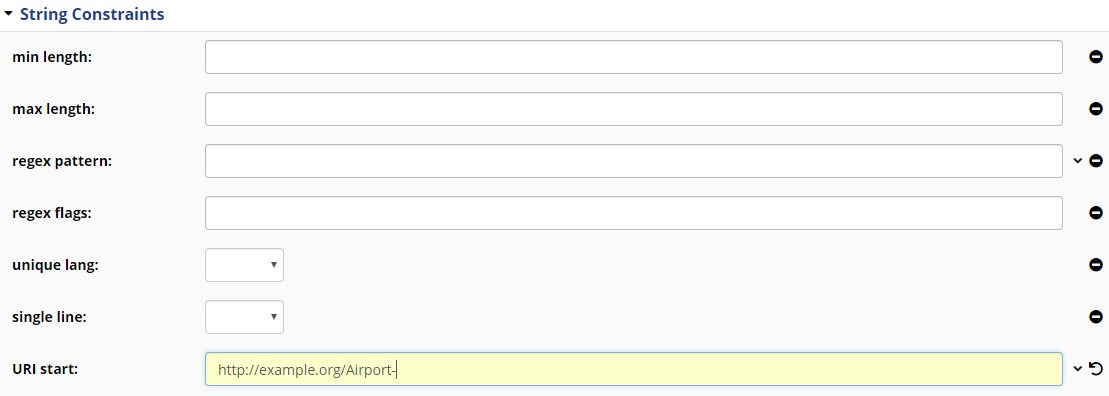 String Constraints
min length:
max length:
regex pattern:
regex flags:
unique lang:
single line:
URI start: http://example.org/Airport-